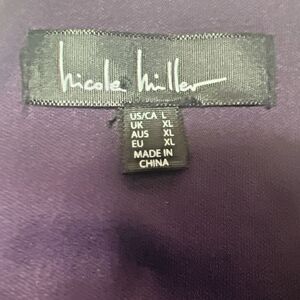 nicole miller
US/CA L
UK XL
AUS XL
EU XL
MADE IN
CHINA